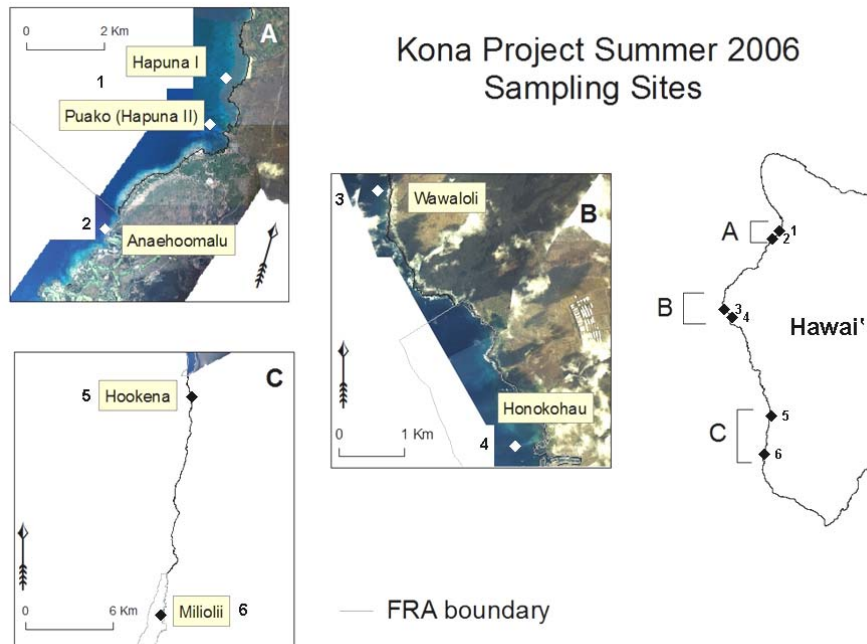 Kona Project Summer 2006
Sampling Sites
0 2 Km
A
Hapuna I
1
Puako (Hapuna II)
2
Anaehoomalu
3
Wawaloli
B
Honokohau
0 1 Km
4
C
5
Hookena
0 6 Km
Miliolii
6
A
1
2
B
3
4
Hawai‛
C
5
6
FRA boundary